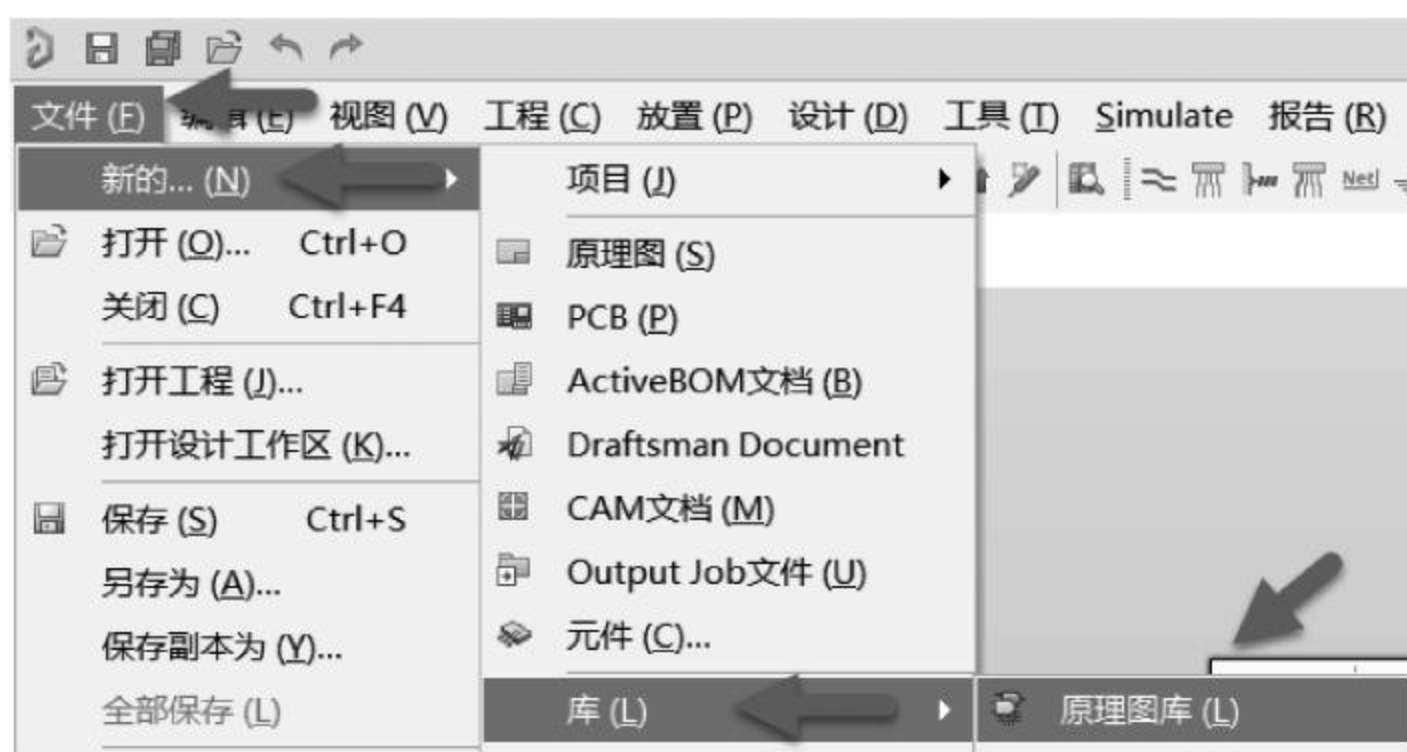 文件 (F) (E) 视图 (V) 工程 (C) 放置 (P) 设计 (D) 工具 (T) Simulate 报告 (R)
新的... (N)
打开 (O)... Ctrl+O
关闭 (C) Ctrl+F4
打开工程 (J)...
打开设计工作区 (K)...
保存 (S) Ctrl+S
另存为 (A)...
保存副本为 (Y)...
全部保存 (L)
项目 (J)
原理图 (S)
PCB (P)
ActiveBOM文档 (B)
Draftsman Document
CAM文档 (M)
Output Job文件 (U)
元件 (C)...
库 (L)
原理图库 (L)
Net